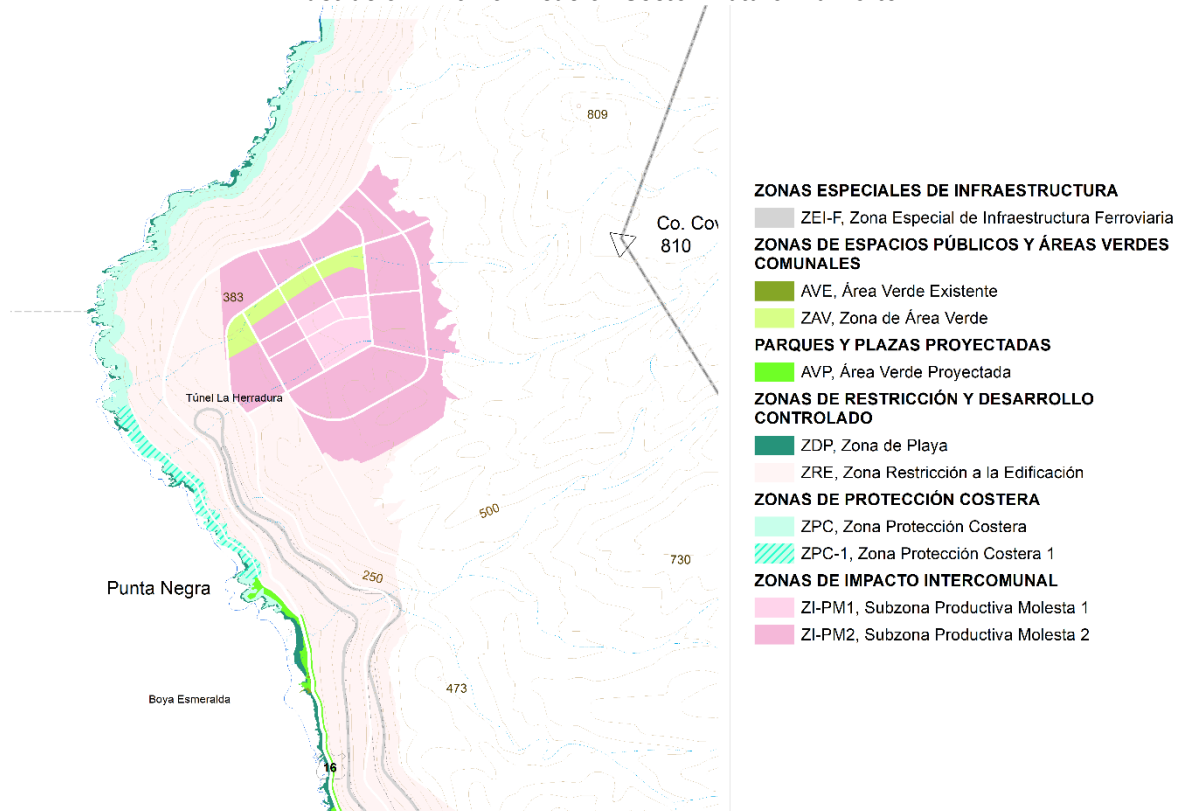 809
Co. Cov
810
383
Túnel La Herradura
500
730
250
Punta Negra
473
Boya Esmeralda
16
ZONAS ESPECIALES DE INFRAESTRUCTURA
ZEI-F, Zona Especial de Infraestructura Ferroviaria
ZONAS DE ESPACIOS PÚBLICOS Y ÁREAS VERDES
COMUNALES
AVE, Área Verde Existente
ZAV, Zona de Área Verde
PARQUES Y PLAZAS PROYECTADAS
AVP, Área Verde Proyectada
ZONAS DE RESTRICCIÓN Y DESARROLLO
CONTROLADO
ZDP, Zona de Playa
ZRE, Zona Restricción a la Edificación
ZONAS DE PROTECCIÓN COSTERA
ZPC, Zona Protección Costera
ZPC-1, Zona Protección Costera 1
ZONAS DE IMPACTO INTERCOMUNAL
ZI-PM1, Subzona Productiva Molesta 1
ZI-PM2, Subzona Productiva Molesta 2